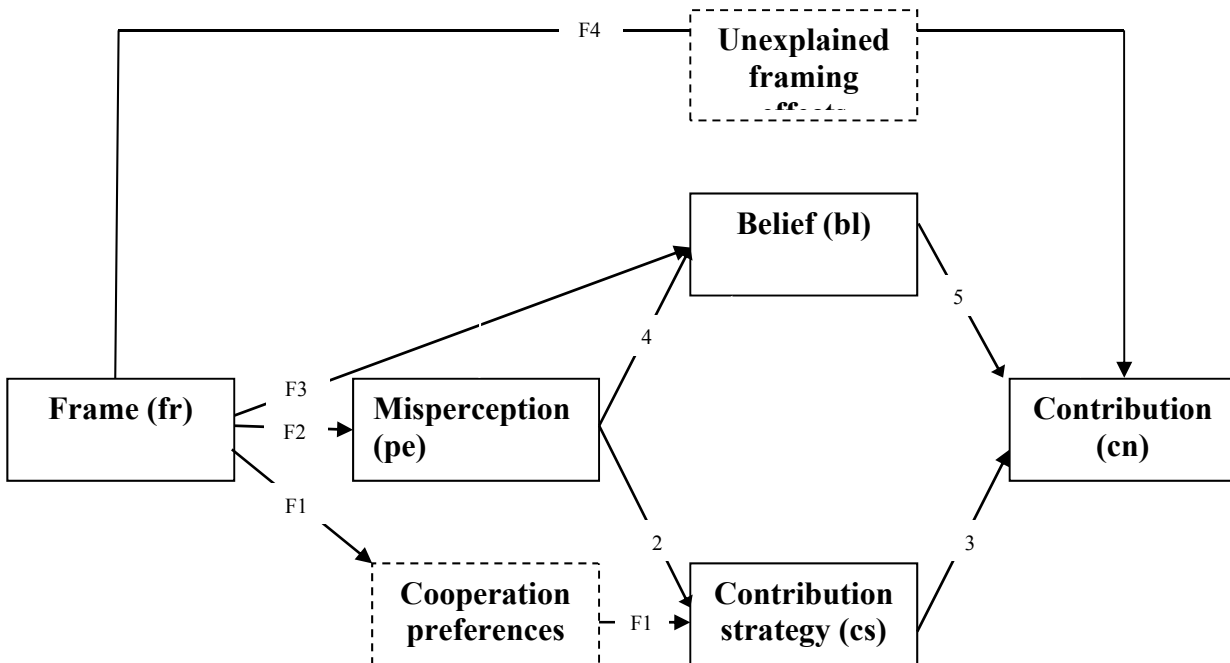 F4
Unexplained
framing
Belief (bl)
5
4
F3
Frame (fr)
F2
Misperception
(pe)
Contribution
(cn)
F1
2
3
Cooperation
preferences
F1
Contribution
strategy (cs)